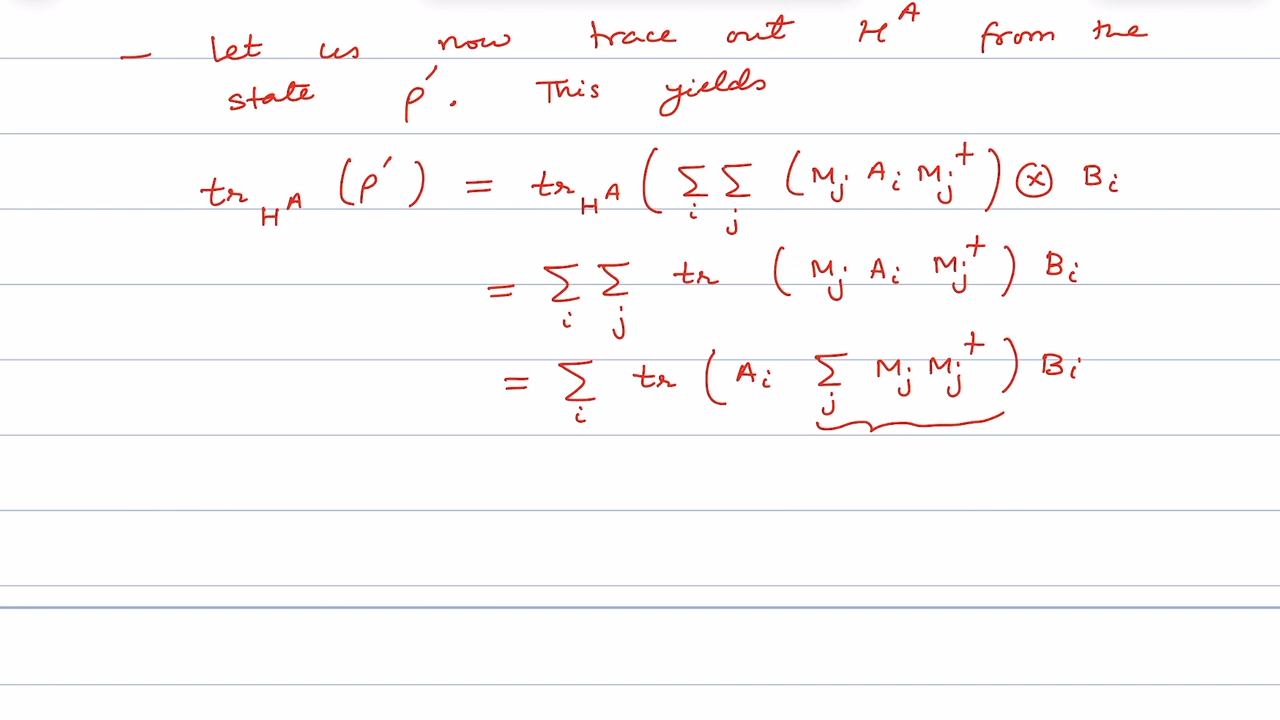 – Let us now trace out H^A from the
state ρ′. This yields
tr_{H^A} (ρ′) = tr_{H^A} ( Σ_i Σ_j (M_j A_i M_j^†) ⊗ B_i
= Σ_i Σ_j tr (M_j A_i M_j^†) B_i
= Σ_i tr (A_i Σ_j M_j M_j^†) B_i